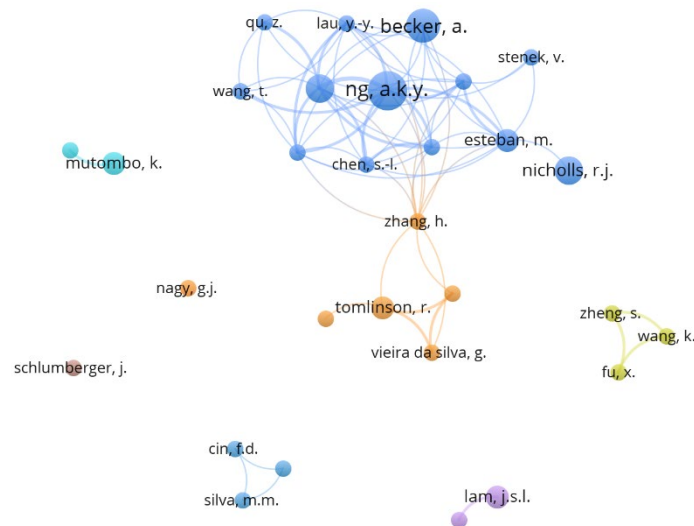 qu, z.
lau, y.-y.
becker, a.
stenek, v.
wang, t.
ng, a.k.y.
esteban, m.
chen, s.-l.
mutombo, k.
nicholls, r.j.
zhang, h.
nagy, g.j.
tomlinson, r.
zheng, s.
wang, k.
vieira da silva, g.
schlumberger, j.
fu, x.
cin, f.d.
silva, m.m.
lam, j.s.l.